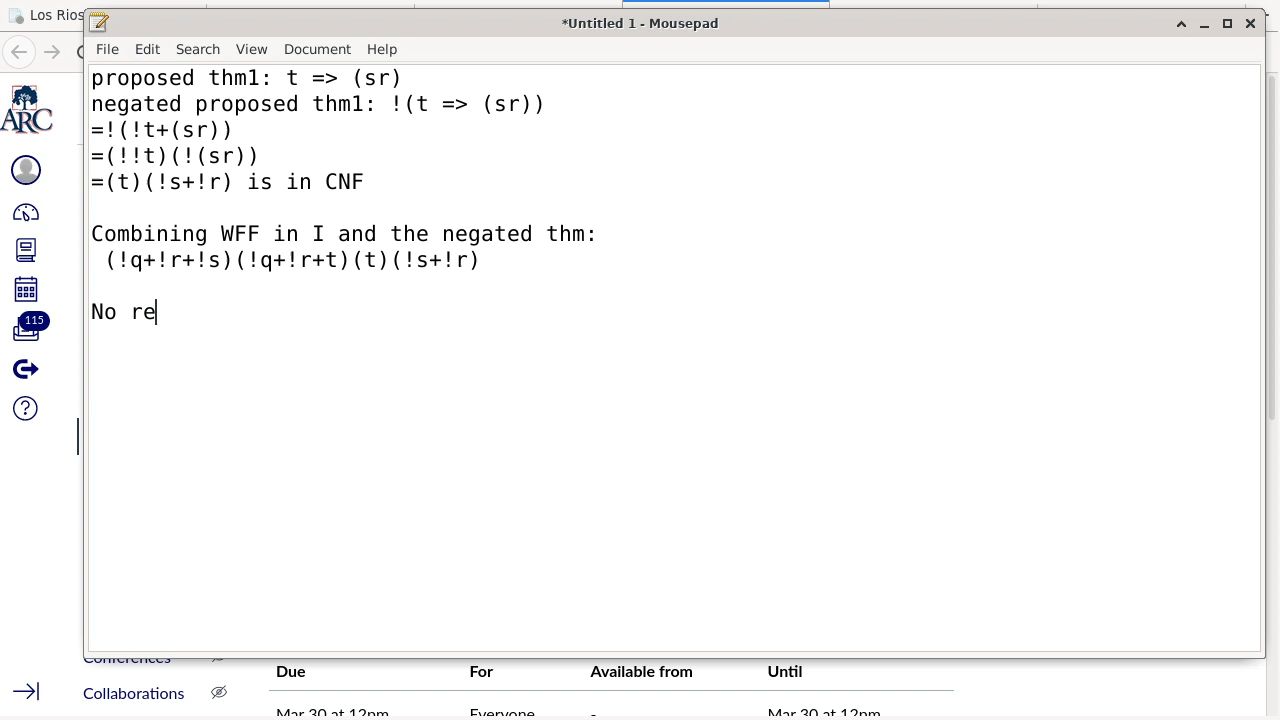 Los Rios
*Untitled 1 - Mousepad
File Edit Search View Document Help
proposed thm1: t => (sr)
negated proposed thm1: !(t => (sr))
=!(!t+(sr))
=(!!t)(!(sr))
=(t)(!s+!r) is in CNF
Combining WFF in I and the negated thm:
(!q+!r+!s)(!q+!r+t)(t)(!s+!r)
No re
ARC
115
Conferences
Collaborations
Due For Available from Until
Mar 30 at 12pm Everyone - Mar 30 at 12pm